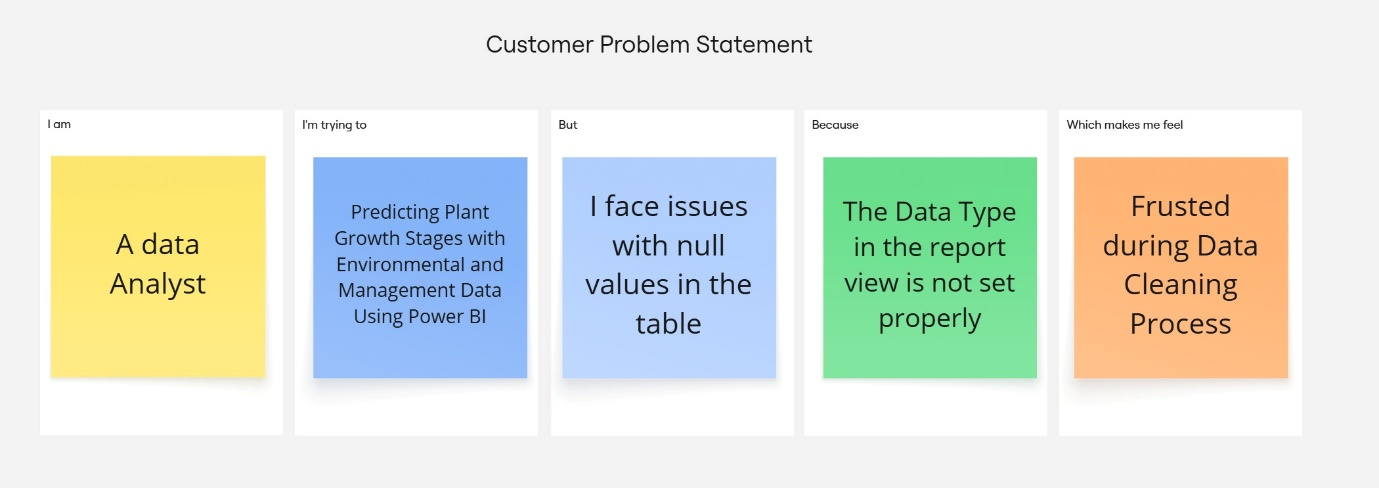 Customer Problem Statement
I am
I'm trying to
But
Because
Which makes me feel
A data
Analyst
Predicting Plant
Growth Stages with
Environmental and
Management Data
Using Power BI
I face issues
with null
values in the
table
The Data Type
in the report
view is not set
properly
Frusted
during Data
Cleaning
Process